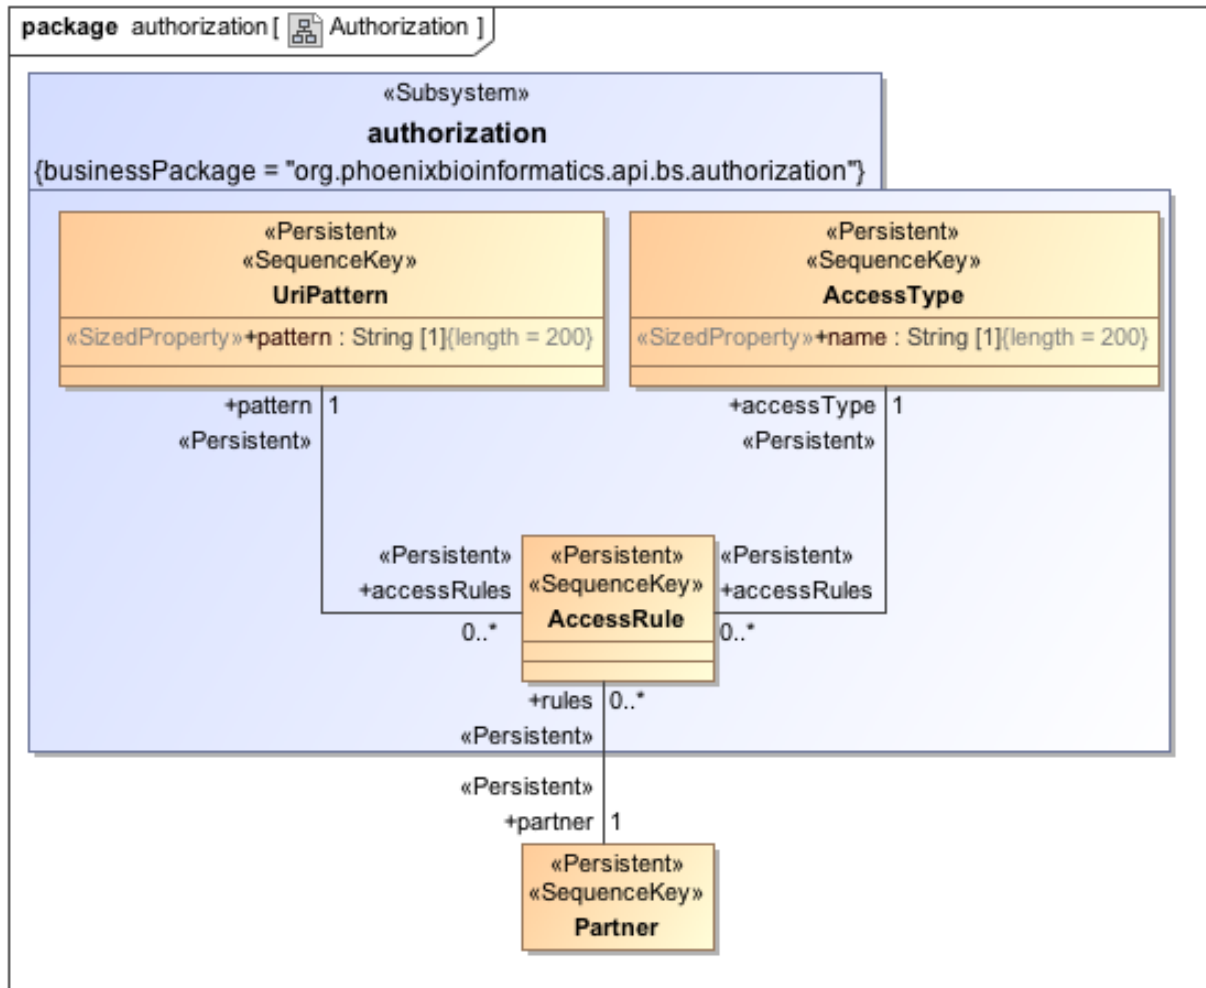 package authorization [ Authorization ]
«Subsystem»
authorization
{businessPackage = "org.phoenixbioinformatics.api.bs.authorization"}
«Persistent»
«SequenceKey»
UriPattern
«SizedProperty»+pattern : String [1]{length = 200}
«Persistent»
«SequenceKey»
AccessType
«SizedProperty»+name : String [1]{length = 200}
+pattern 1
«Persistent»
+accessType 1
«Persistent»
«Persistent»
+accessRules
0..*
«Persistent»
«SequenceKey»
AccessRule
«Persistent»
+accessRules
0..*
+rules 0..*
«Persistent»
«Persistent»
+partner 1
«Persistent»
«SequenceKey»
Partner